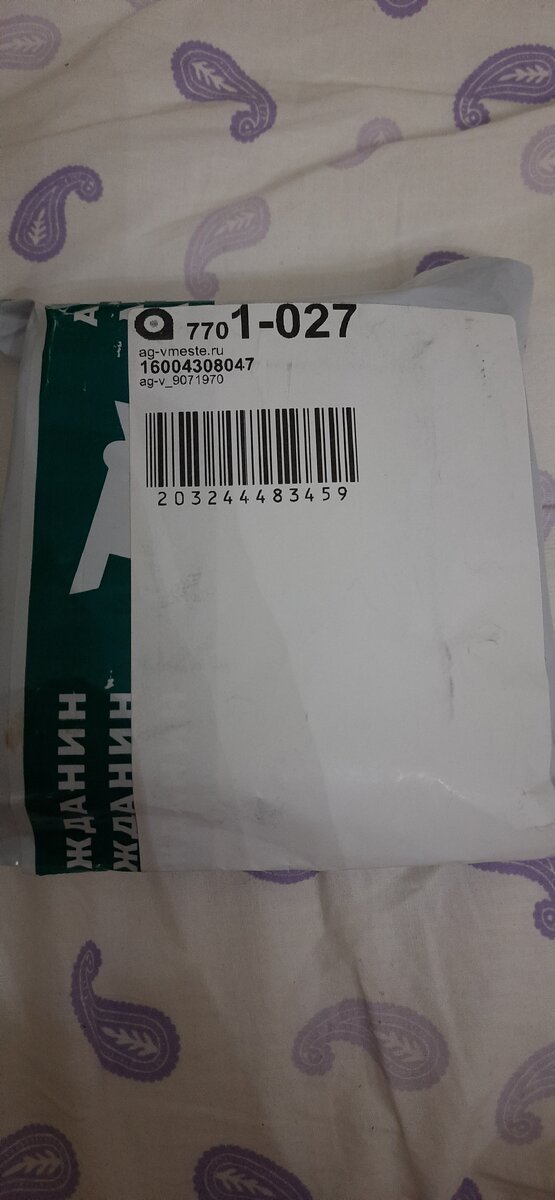 7701-027
ag-vmeste.ru
16004308047
ag-v_9071970
203244483459
ЖДАНИН
ЖДАНИН